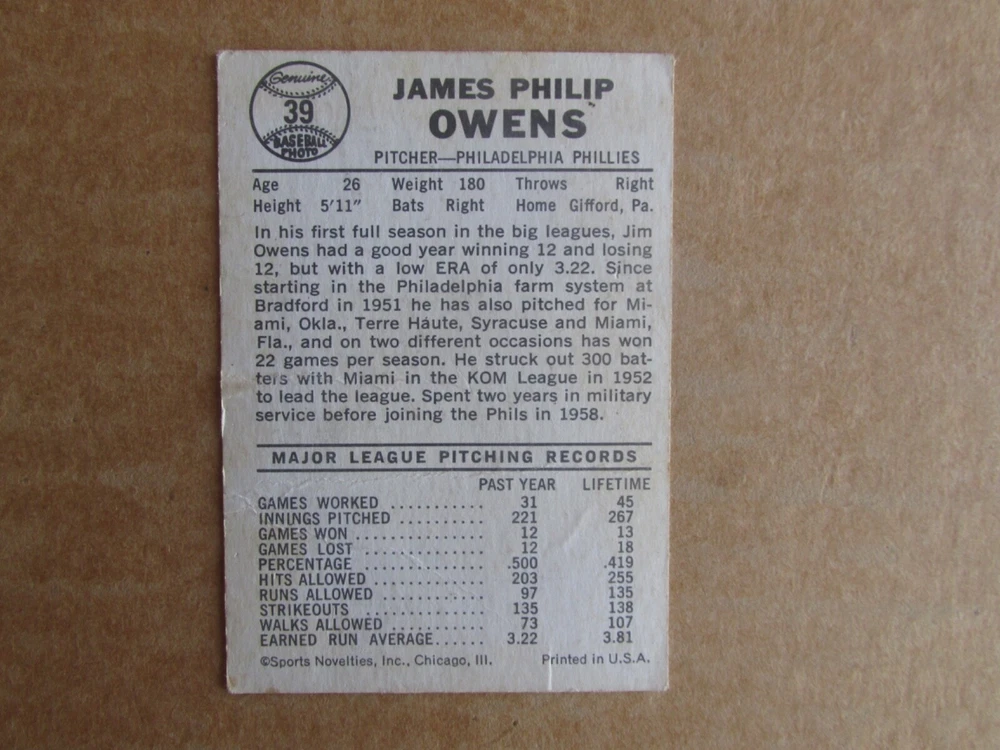 Genuine
39
BASEBALL
PHOTO
JAMES PHILIP
OWENS
PITCHER—PHILADELPHIA PHILLIES
Age 26 Weight 180 Throws Right
Height 5'11" Bats Right Home Gifford, Pa.
In his first full season in the big leagues, Jim
Owens had a good year winning 12 and losing
12, but with a low ERA of only 3.22. Since
starting in the Philadelphia farm system at
Bradford in 1951 he has also pitched for Mi-
ami, Okla., Terre Haute, Syracuse and Miami,
Fla., and on two different occasions has won
22 games per season. He struck out 300 bat-
ters with Miami in the KOM League in 1952
to lead the league. Spent two years in military
service before joining the Phils in 1958.
MAJOR LEAGUE PITCHING RECORDS
PAST YEAR LIFETIME
GAMES WORKED ........... 31 45
INNINGS PITCHED .......... 221 267
GAMES WON ............... 12 13
GAMES LOST .............. 12 18
PERCENTAGE .............. .500 .419
HITS ALLOWED ............. 203 255
RUNS ALLOWED ............ 97 135
STRIKEOUTS .............. 135 138
WALKS ALLOWED ........... 73 107
EARNED RUN AVERAGE...... 3.22 3.81
©Sports Novelties, Inc., Chicago, Ill. Printed in U.S.A.